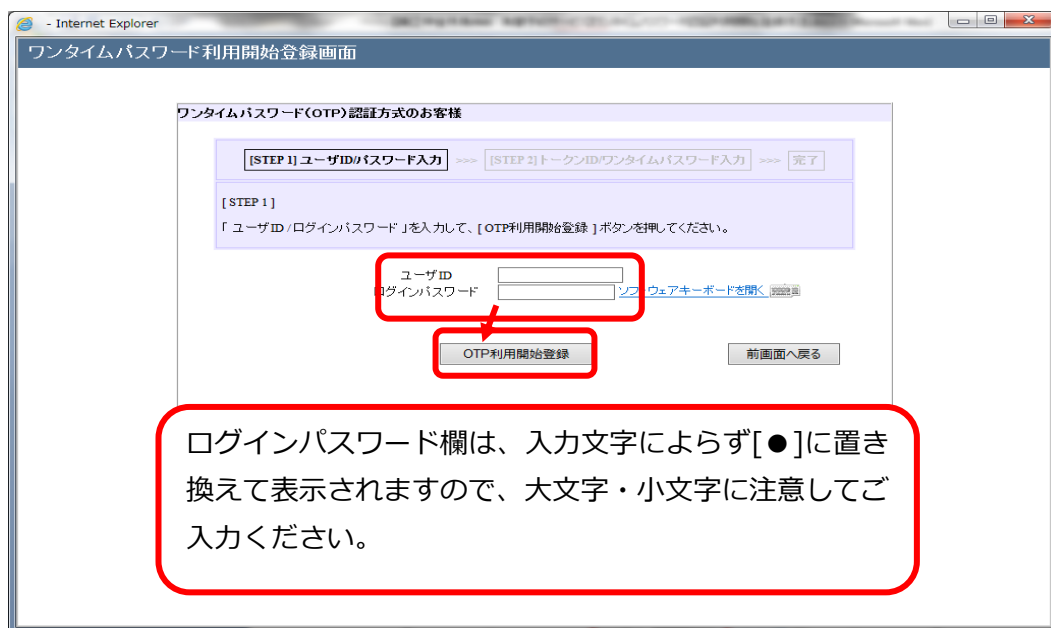 - Internet Explorer
ワンタイムパスワード利用開始登録画面
ワンタイムパスワード(OTP)認証方式のお客様
[STEP 1] ユーザID/パスワード入力 >>> [STEP 2] トークンID/ワンタイムパスワード入力 >>> 完了
[ STEP 1 ]
「 ユーザID / ログインパスワード 」を入力して、[ OTP利用開始登録 ] ボタンを押してください。
ユーザID
ログインパスワード ソフトウェアキーボードを開く
OTP利用開始登録 前画面へ戻る
ログインパスワード欄は、入力文字によらず[●]に置き
換えて表示されますので、大文字・小文字に注意してご
入力ください。